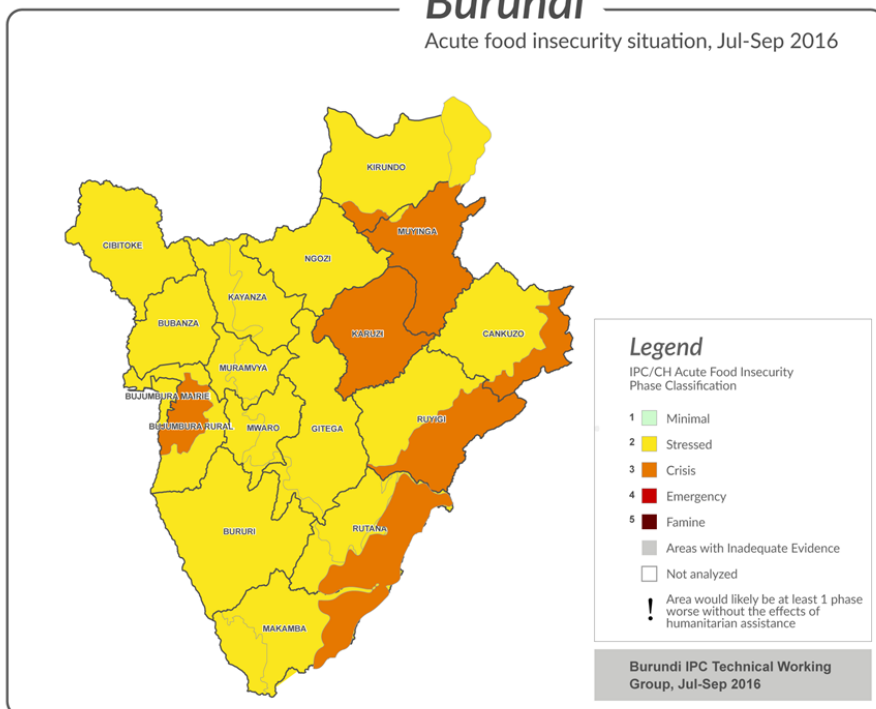 Burundi
Acute food insecurity situation, Jul-Sep 2016
KIRUNDO
MUYINGA
CIBITOKE
NGOZI
KAYANZA
BUBANZA
KARUZI
CANKUZO
MURAMVYA
BUJUMBURA MAIRIE
BUJUMBURA RURAL
MWARO
GITEGA
RUYIGI
BURURI
RUTANA
MAKAMBA
Legend
IPC/CH Acute Food Insecurity
Phase Classification
1 Minimal
2 Stressed
3 Crisis
4 Emergency
5 Famine
Areas with Inadequate Evidence
Not analyzed
! Area would likely be at least 1 phase
worse without the effects of
humanitarian assistance
Burundi IPC Technical Working
Group, Jul-Sep 2016